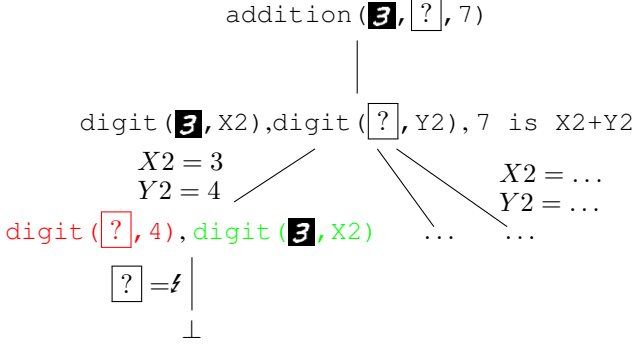 addition(3,?,7)
digit(3,X2),digit(?,Y2),7 is X2+Y2
X2 = 3
Y2 = 4
X2 = ...
Y2 = ...
digit(?,4),digit(3,X2)
... ...
? =↯
⊥